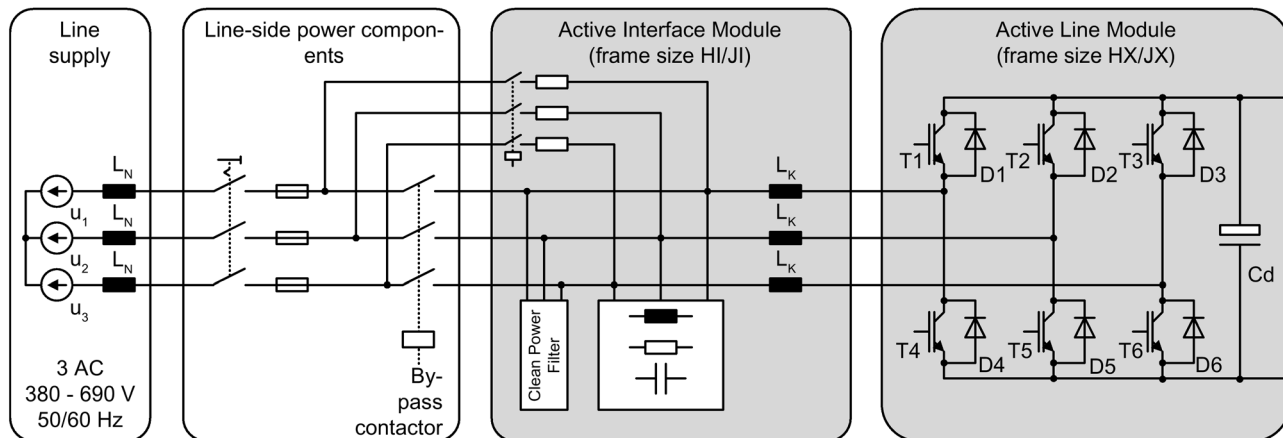 Line
supply
Line-side power compon-
ents
Active Interface Module
(frame size HI/JI)
Active Line Module
(frame size HX/JX)
L_N
u_1
L_N
u_2
L_N
u_3
3 AC
380 - 690 V
50/60 Hz
By-
pass
contactor
Clean Power
Filter
L_K
L_K
L_K
T1
D1
T2
D2
T3
D3
T4
D4
T5
D5
T6
D6
Cd